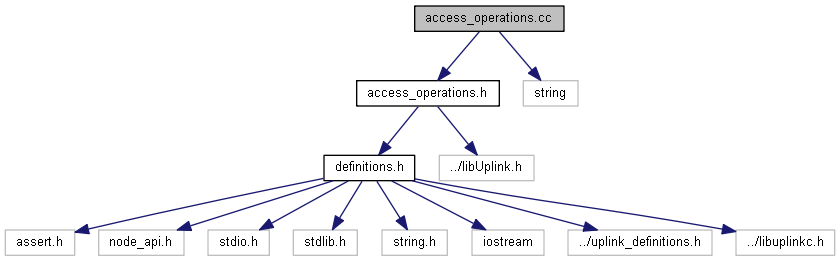 access_operations.cc
access_operations.h
string
definitions.h
../libUplink.h
assert.h
node_api.h
stdio.h
stdlib.h
string.h
iostream
../uplink_definitions.h
../libuplinkc.h